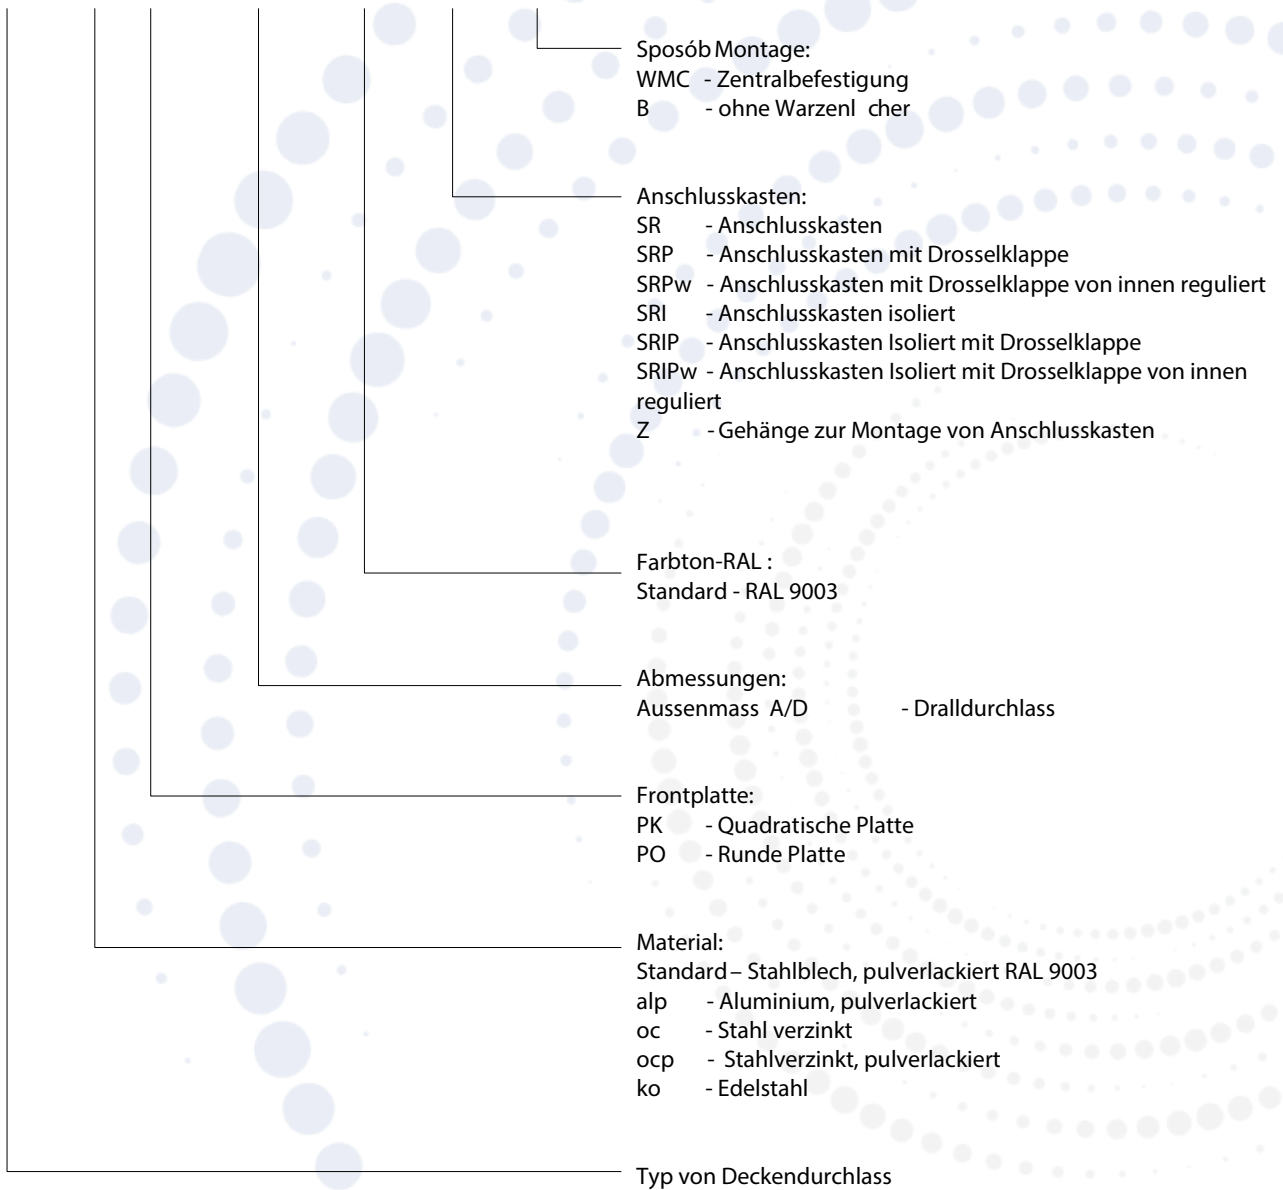 Sposób Montage:
WMC - Zentralbefestigung
B - ohne Warzenl cher
Anschlusskasten:
SR - Anschlusskasten
SRP - Anschlusskasten mit Drosselklappe
SRPw - Anschlusskasten mit Drosselklappe von innen reguliert
SRI - Anschlusskasten isoliert
SRIP - Anschlusskasten Isoliert mit Drosselklappe
SRIPw - Anschlusskasten Isoliert mit Drosselklappe von innen
reguliert
Z - Gehänge zur Montage von Anschlusskasten
Farbton-RAL :
Standard - RAL 9003
Abmessungen:
Aussenmass A/D - Dralldurchlass
Frontplatte:
PK - Quadratische Platte
PO - Runde Platte
Material:
Standard – Stahlblech, pulverlackiert RAL 9003
alp - Aluminium, pulverlackiert
oc - Stahl verzinkt
ocp - Stahlverzinkt, pulverlackiert
ko - Edelstahl
Typ von Deckendurchlass